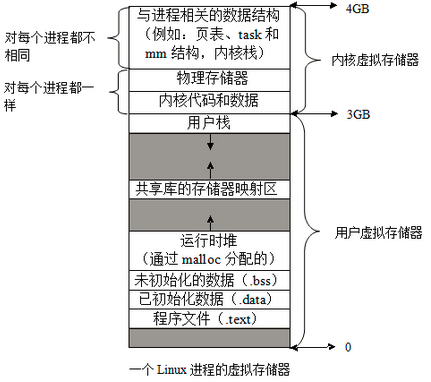 与进程相关的数据结构
(例如：页表、task 和
mm 结构，内核栈)
物理存储器
内核代码和数据
用户栈
共享库的存储器映射区
运行时堆
(通过 malloc 分配的)
未初始化的数据 (.bss)
已初始化数据 (.data)
程序文件 (.text)
对每个进程都不
相同
对每个进程都一
样
4GB
内核虚拟存储器
3GB
用户虚拟存储器
0
一个 Linux 进程的虚拟存储器